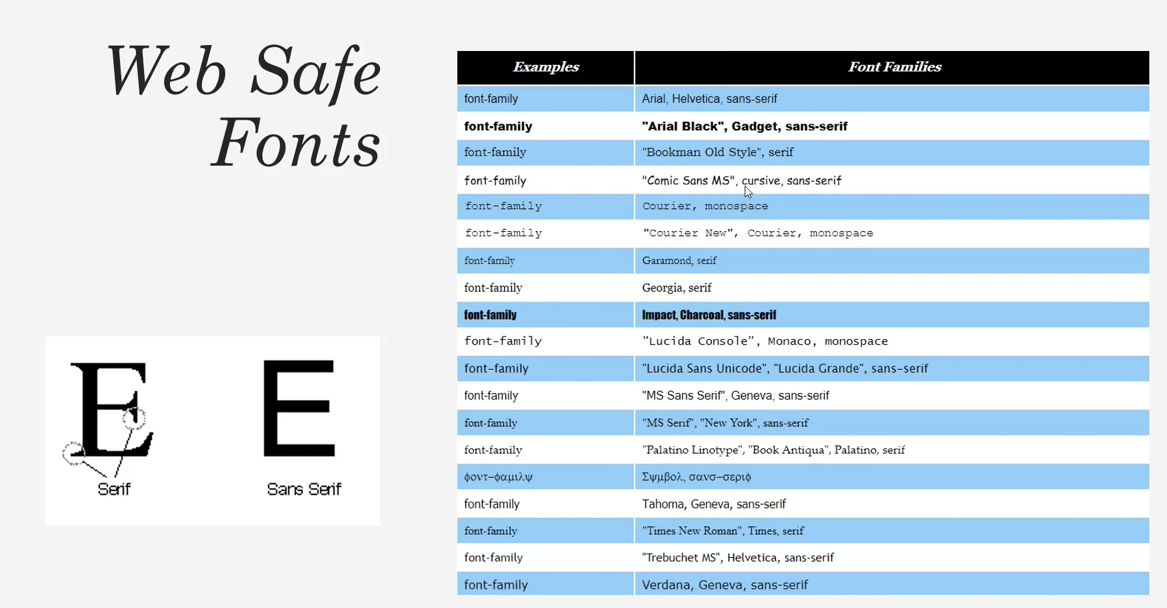 Web Safe
Fonts
Examples Font Families
font-family Arial, Helvetica, sans-serif
font-family "Arial Black", Gadget, sans-serif
font-family "Bookman Old Style", serif
font-family "Comic Sans MS", cursive, sans-serif
font-family Courier, monospace
font-family "Courier New", Courier, monospace
font-family Garamond, serif
font-family Georgia, serif
font-family Impact, Charcoal, sans-serif
font-family "Lucida Console", Monaco, monospace
font-family "Lucida Sans Unicode", "Lucida Grande", sans-serif
font-family "MS Sans Serif", Geneva, sans-serif
font-family "MS Serif", "New York", sans-serif
font-family "Palatino Linotype", "Book Antiqua", Palatino, serif
φοντ–φαμιλψ Σψμβολ, σανσ–σεριφ
font-family Tahoma, Geneva, sans-serif
font-family "Times New Roman", Times, serif
font-family "Trebuchet MS", Helvetica, sans-serif
font-family Verdana, Geneva, sans-serif
E E
Serif Sans Serif